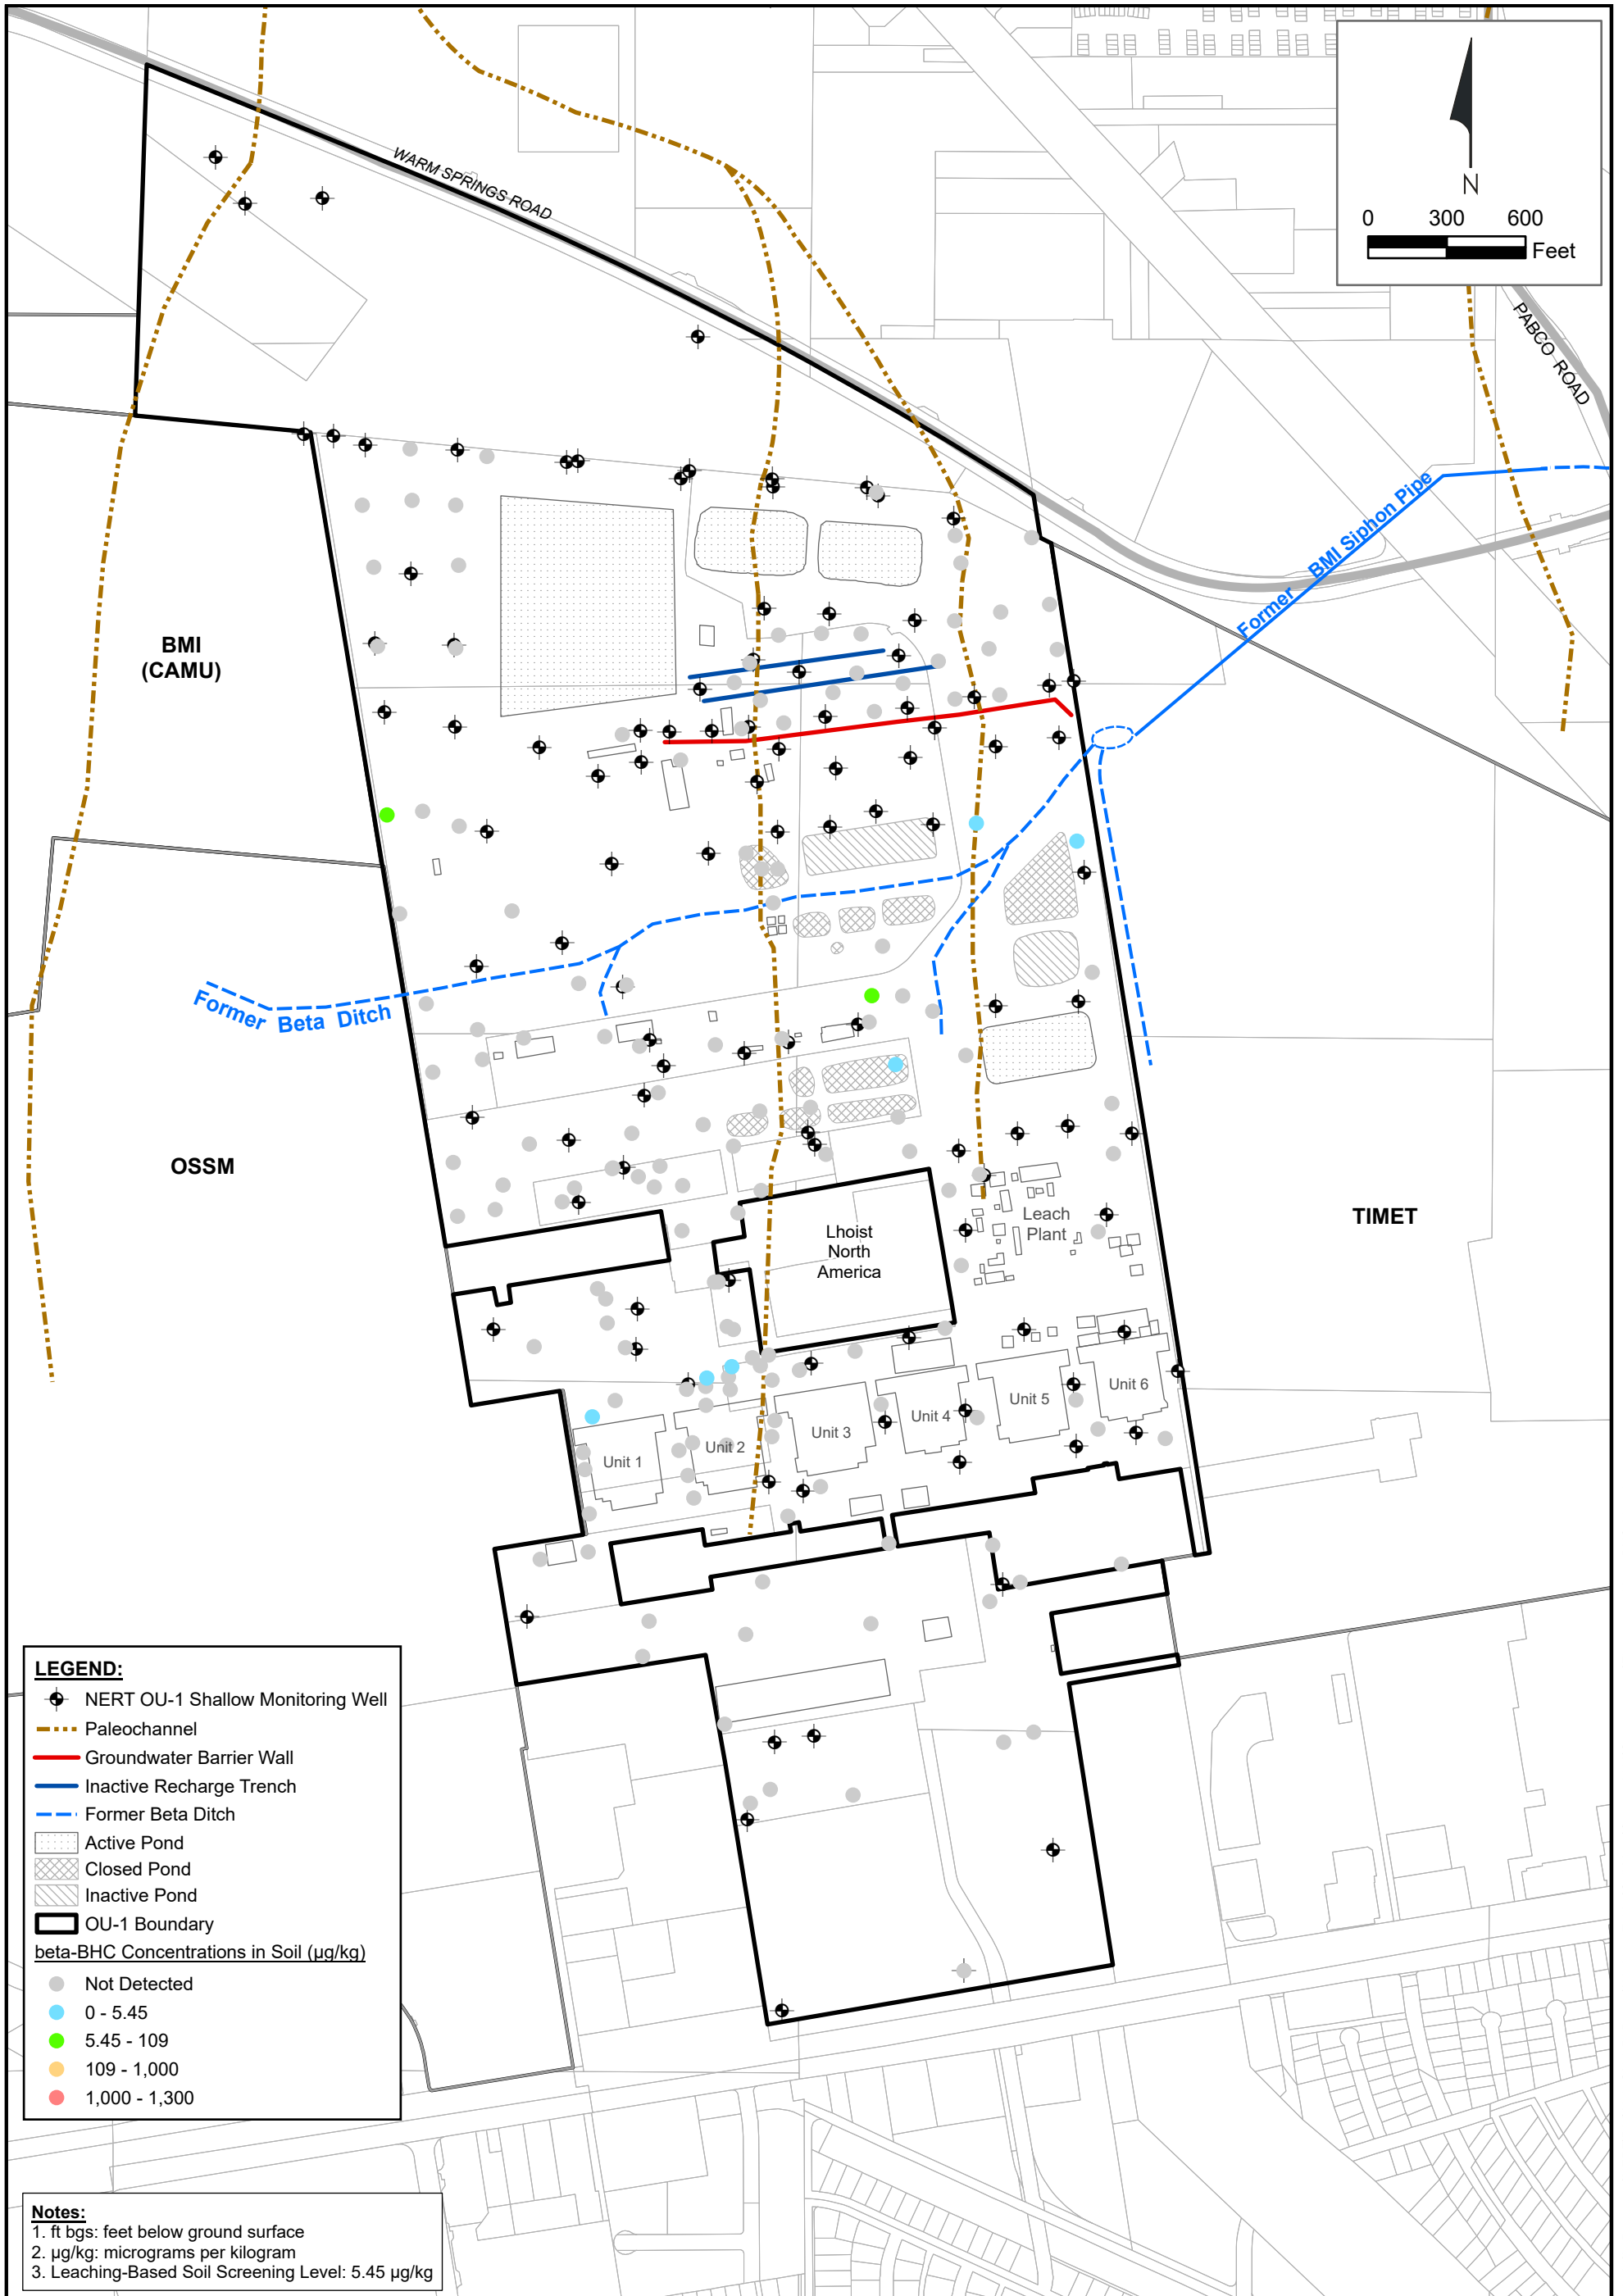 WARM SPRINGS ROAD
N
0 300 600
Feet
PABCO ROAD
Former BMI Siphon Pipe
BMI
(CAMU)
Former Beta Ditch
OSSM
TIMET
Lhoist
North
America
Leach
Plant
Unit 1
Unit 2
Unit 3
Unit 4
Unit 5
Unit 6
LEGEND:
NERT OU-1 Shallow Monitoring Well
Paleochannel
Groundwater Barrier Wall
Inactive Recharge Trench
Former Beta Ditch
Active Pond
Closed Pond
Inactive Pond
OU-1 Boundary
beta-BHC Concentrations in Soil (µg/kg)
Not Detected
0 - 5.45
5.45 - 109
109 - 1,000
1,000 - 1,300
Notes:
1. ft bgs: feet below ground surface
2. µg/kg: micrograms per kilogram
3. Leaching-Based Soil Screening Level: 5.45 µg/kg